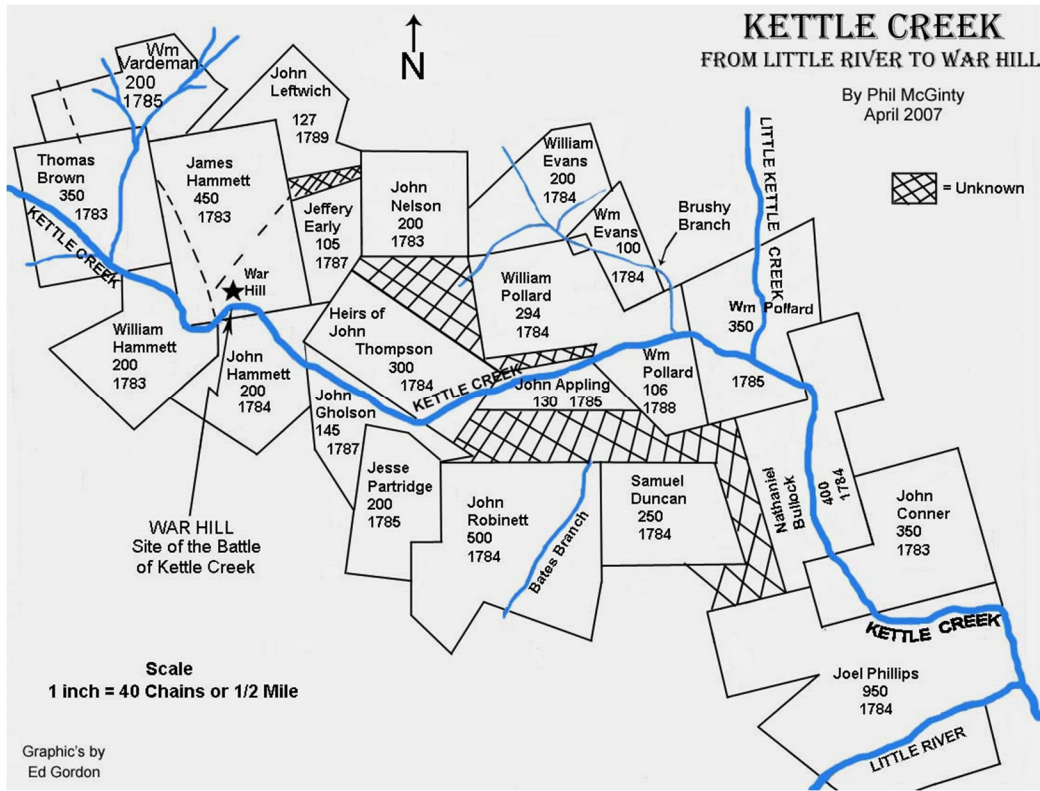 KETTLE CREEK
FROM LITTLE RIVER TO WAR HILL
By Phil McGinty
April 2007
N
= Unknown
Wm
Vardeman
200
1785
John
Leftwich
127
1789
Thomas
Brown
350
1783
James
Hammett
450
1783
Jeffery
Early
105
1787
John
Nelson
200
1783
William
Evans
200
1784
Wm
Evans
100
1784
Brushy
Branch
LITTLE KETTLE CREEK
KETTLE CREEK
War
Hill
William
Pollard
294
1784
Wm Pollard
350
1785
William
Hammett
200
1783
John
Hammett
200
1784
Heirs of
John
Thompson
300
1784
KETTLE CREEK
John Appling
130 1785
Wm
Pollard
106
1788
John
Gholson
145
1787
Jesse
Partridge
200
1785
John
Robinett
500
1784
Bates Branch
Samuel
Duncan
250
1784
Nathaniel
Bullock
400
1784
John
Conner
350
1783
WAR HILL
Site of the Battle
of Kettle Creek
KETTLE CREEK
Joel Phillips
950
1784
LITTLE RIVER
Scale
1 inch = 40 Chains or 1/2 Mile
Graphic's by
Ed Gordon